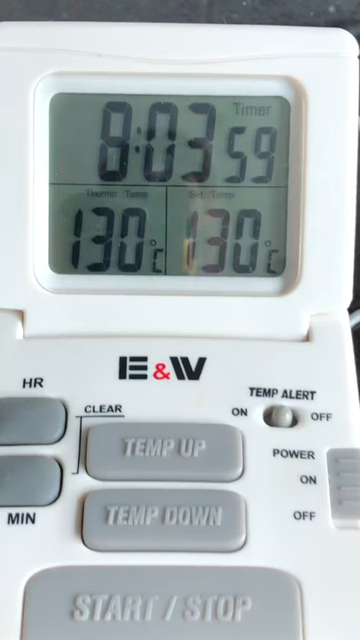 Timer
8:03 59
Thermo Temp Set Temp
130°C 130°C
E&W
HR
TEMP ALERT
CLEAR
ON OFF
TEMP UP
POWER
ON
MIN
TEMP DOWN
OFF
START / STOP